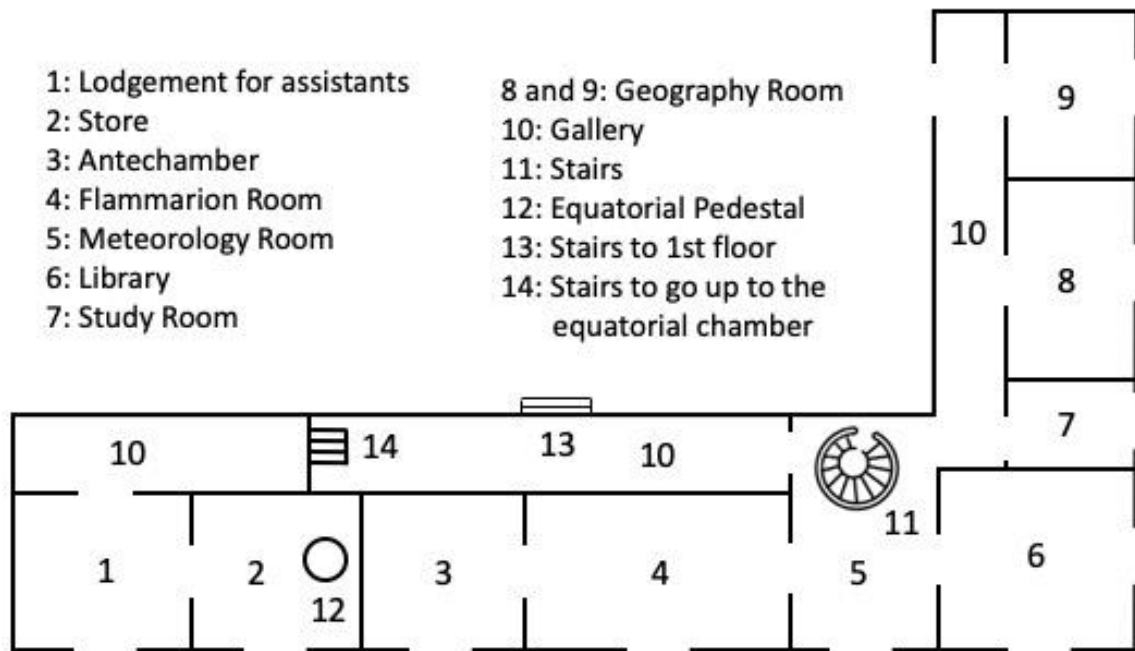 1: Lodgement for assistants
2: Store
3: Antechamber
4: Flammarion Room
5: Meteorology Room
6: Library
7: Study Room
8 and 9: Geography Room
10: Gallery
11: Stairs
12: Equatorial Pedestal
13: Stairs to 1st floor
14: Stairs to go up to the
equatorial chamber
9
10
8
7
10
14
13
10
11
1
2
12
3
4
5
6